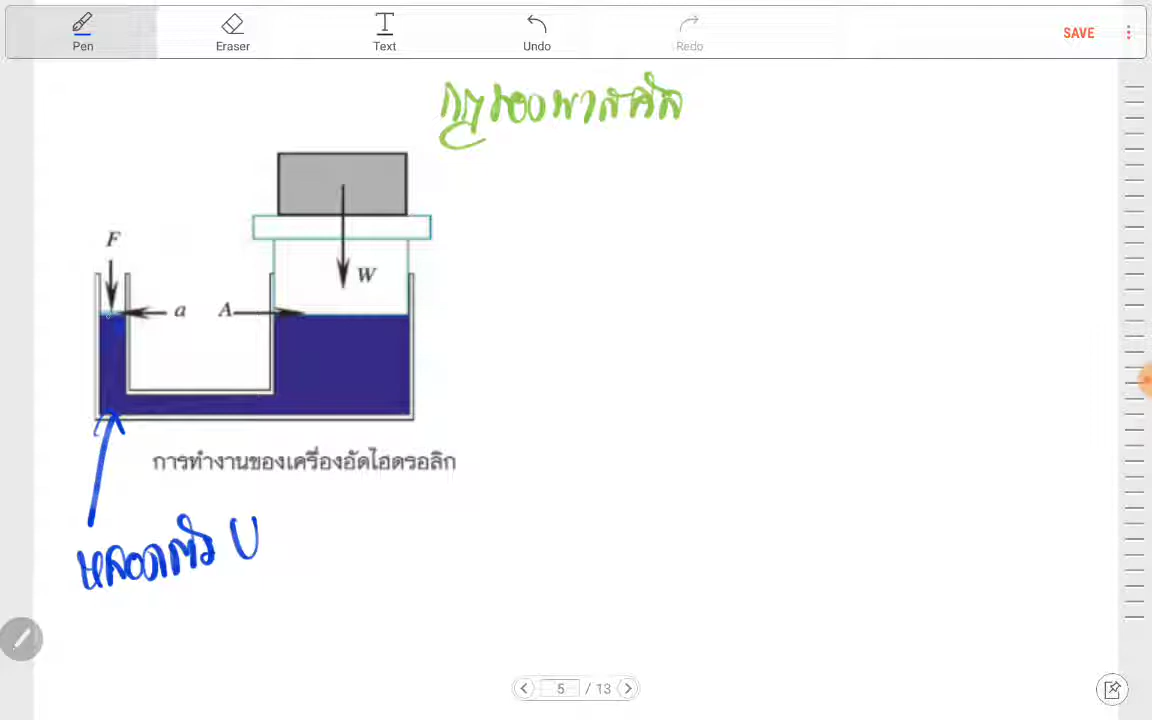 Pen
Eraser
Text
Undo
Redo
SAVE
กฎของพาสคัล
F
W
a
A
การทำงานของเครื่องอัดไฮดรอลิก
หลอดตัว U
5 / 13